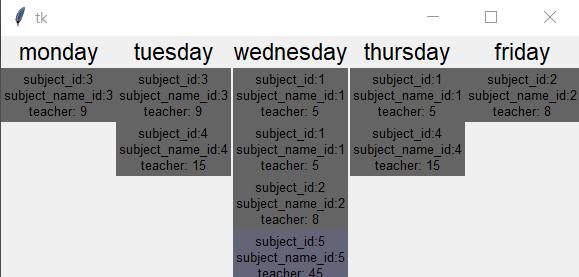 tk
monday tuesday wednesday thursday friday
subject_id:3 subject_id:3 subject_id:1 subject_id:1 subject_id:2
subject_name_id:3 subject_name_id:3 subject_name_id:1 subject_name_id:1 subject_name_id:2
teacher: 9 teacher: 9 teacher: 5 teacher: 5 teacher: 8
subject_id:4 subject_id:1 subject_id:4
subject_name_id:4 subject_name_id:1 subject_name_id:4
teacher: 15 teacher: 5 teacher: 15
subject_id:2
subject_name_id:2
teacher: 8
subject_id:5
subject_name_id:5
teacher: 45